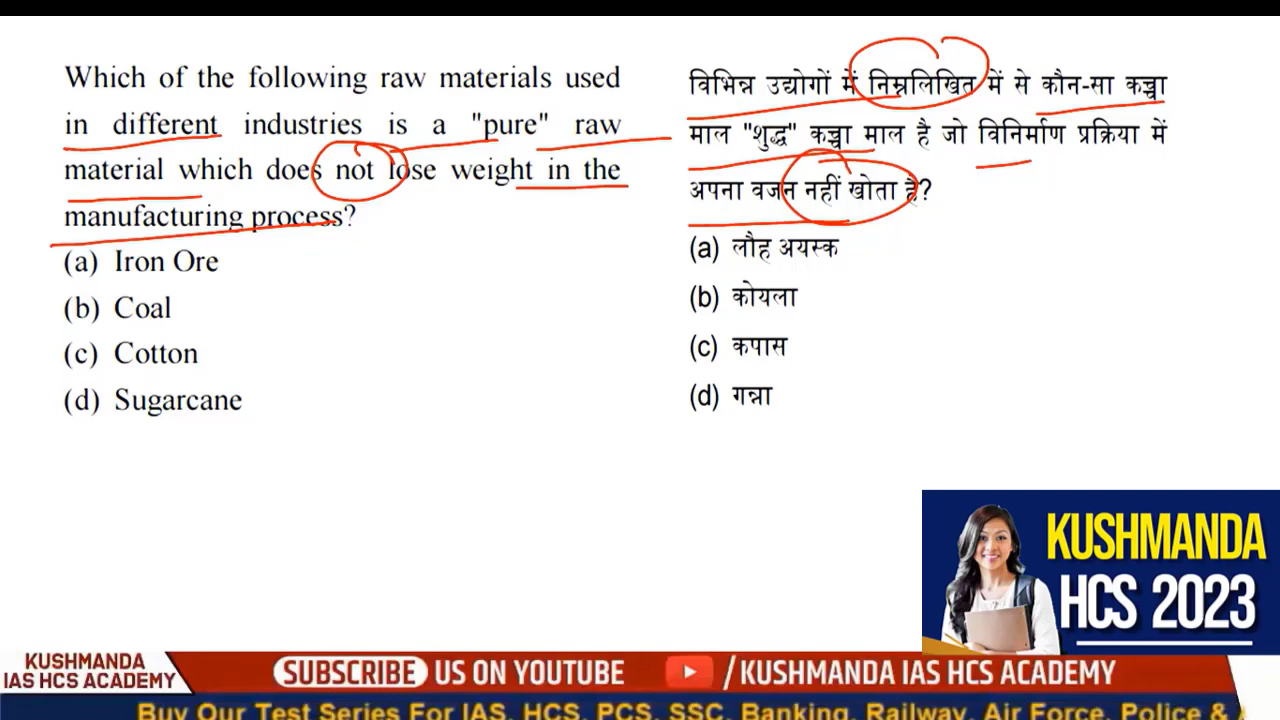 Which of the following raw materials used
in different industries is a "pure" raw
material which does not lose weight in the
manufacturing process?
(a) Iron Ore
(b) Coal
(c) Cotton
(d) Sugarcane
विभिन्न उद्योगों में निम्नलिखित में से कौन-सा कच्चा
माल "शुद्ध" कच्चा माल है जो विनिर्माण प्रक्रिया में
अपना वजन नहीं खोता है?
(a) लौह अयस्क
(b) कोयला
(c) कपास
(d) गन्ना
KUSHMANDA
HCS 2023
KUSHMANDA
IAS HCS ACADEMY
SUBSCRIBE US ON YOUTUBE /KUSHMANDA IAS HCS ACADEMY
Buy Our Test Series For IAS, HCS, PCS, SSC, Banking, Railway, Air Force, Police &